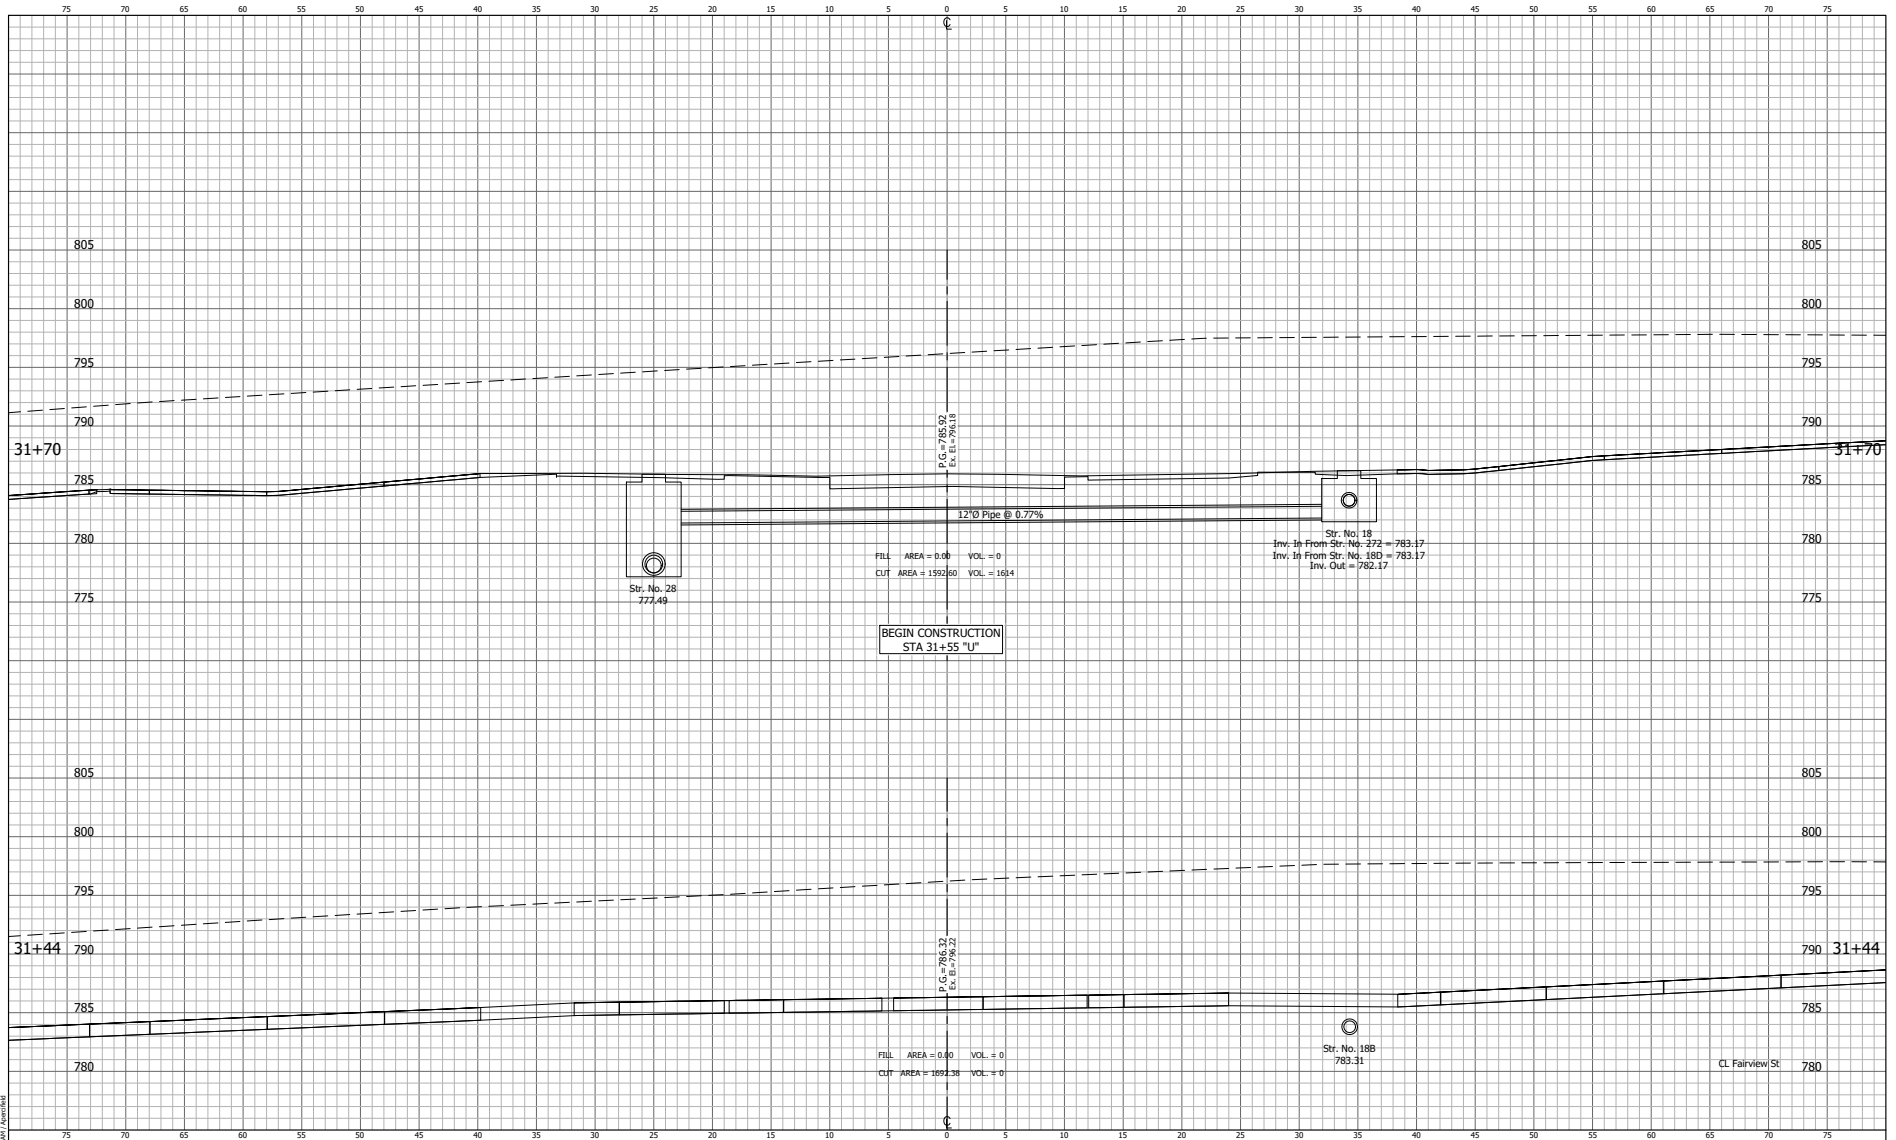 75 70 65 60 55 50 45 40 35 30 25 20 15 10 5 0 5 10 15 20 25 30 35 40 45 50 55 60 65 70 75
℄
805 805
800 800
795 795
790 790
P.G.=785.92
Ex. El.=796.18
31+70 31+70
785 785
12"Ø Pipe @ 0.77%
Str. No. 18
Inv. In From Str. No. 272 = 783.17
Inv. In From Str. No. 18D = 783.17
Inv. Out = 782.17
780 780
FILL AREA = 0.00 VOL. = 0
CUT AREA = 1592.60 VOL. = 1614
Str. No. 28
777.49
775 775
BEGIN CONSTRUCTION
STA 31+55 "U"
805 805
800 800
795 795
P.G.=786.32
Ex. El.=796.22
31+44 790 790 31+44
785 785
Str. No. 18B
783.31
FILL AREA = 0.00 VOL. = 0
CUT AREA = 1692.38 VOL. = 0
780 CL Fairview St 780
℄
75 70 65 60 55 50 45 40 35 30 25 20 15 10 5 0 5 10 15 20 25 30 35 40 45 50 55 60 65 70 75